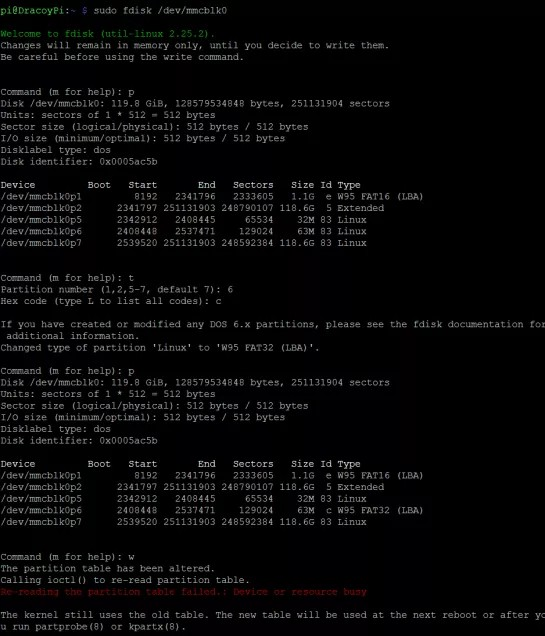 pi@DracoyPi:~ $ sudo fdisk /dev/mmcblk0
Welcome to fdisk (util-linux 2.25.2).
Changes will remain in memory only, until you decide to write them.
Be careful before using the write command.
Command (m for help): p
Disk /dev/mmcblk0: 119.8 GiB, 128579534848 bytes, 251131904 sectors
Units: sectors of 1 * 512 = 512 bytes
Sector size (logical/physical): 512 bytes / 512 bytes
I/O size (minimum/optimal): 512 bytes / 512 bytes
Disklabel type: dos
Disk identifier: 0x0005ac5b
Device Boot Start End Sectors Size Id Type
/dev/mmcblk0p1 8192 2341796 2333605 1.1G e W95 FAT16 (LBA)
/dev/mmcblk0p2 2341797 251131903 248790107 118.6G 5 Extended
/dev/mmcblk0p5 2342912 2408445 65534 32M 83 Linux
/dev/mmcblk0p6 2408448 2537471 129024 63M 83 Linux
/dev/mmcblk0p7 2539520 251131903 248592384 118.6G 83 Linux
Command (m for help): t
Partition number (1,2,5-7, default 7): 6
Hex code (type L to list all codes): c
If you have created or modified any DOS 6.x partitions, please see the fdisk documentation for
additional information.
Changed type of partition 'Linux' to 'W95 FAT32 (LBA)'.
Command (m for help): p
Disk /dev/mmcblk0: 119.8 GiB, 128579534848 bytes, 251131904 sectors
Units: sectors of 1 * 512 = 512 bytes
Sector size (logical/physical): 512 bytes / 512 bytes
I/O size (minimum/optimal): 512 bytes / 512 bytes
Disklabel type: dos
Disk identifier: 0x0005ac5b
Device Boot Start End Sectors Size Id Type
/dev/mmcblk0p1 8192 2341796 2333605 1.1G e W95 FAT16 (LBA)
/dev/mmcblk0p2 2341797 251131903 248790107 118.6G 5 Extended
/dev/mmcblk0p5 2342912 2408445 65534 32M 83 Linux
/dev/mmcblk0p6 2408448 2537471 129024 63M c W95 FAT32 (LBA)
/dev/mmcblk0p7 2539520 251131903 248592384 118.6G 83 Linux
Command (m for help): w
The partition table has been altered.
Calling ioctl() to re-read partition table.
Re-reading the partition table failed.: Device or resource busy
The kernel still uses the old table. The new table will be used at the next reboot or after yo
u run partprobe(8) or kpartx(8).